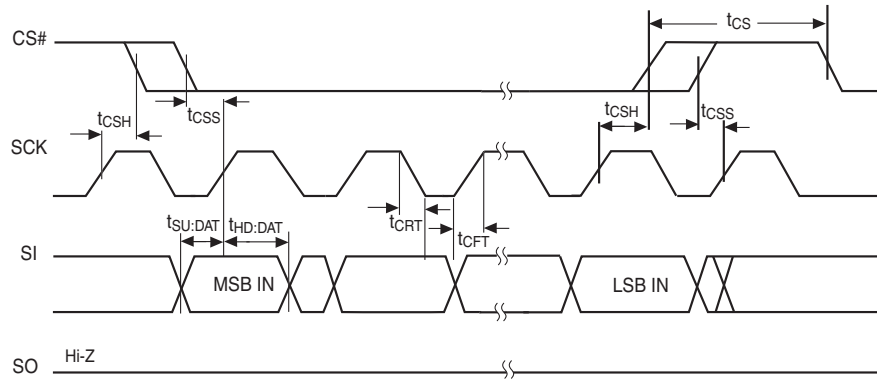 tCS
CS#
tCSH
tCSS
tCSH
tCSS
SCK
tSU:DAT
tHD:DAT
tCRT
tCFT
SI
MSB IN
LSB IN
SO
Hi-Z